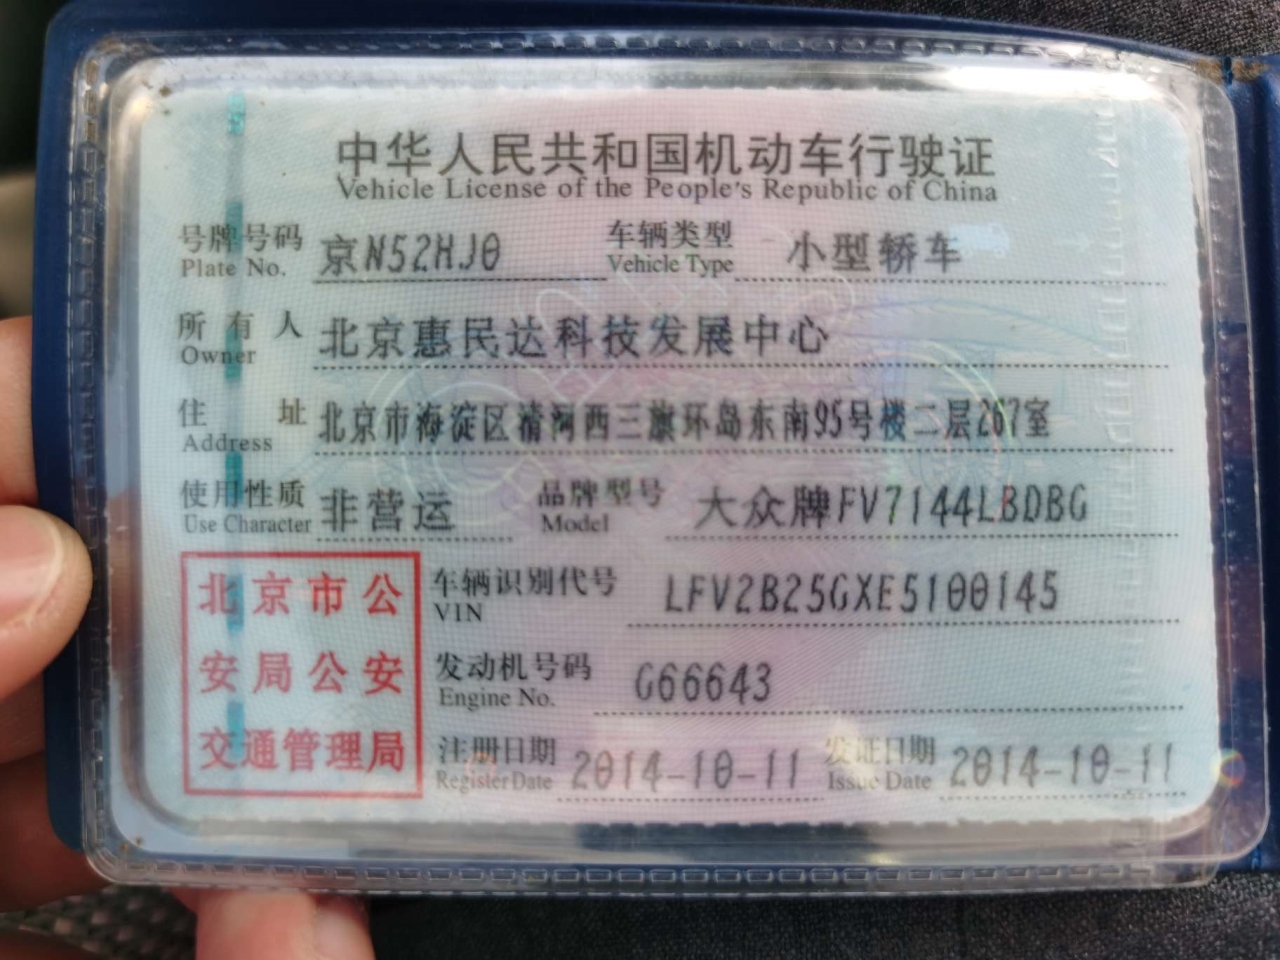 中华人民共和国机动车行驶证
Vehicle License of the People's Republic of China
号牌号码 京N52HJ0 车辆类型 小型轿车
Plate No. Vehicle Type
所有人 北京惠民达科技发展中心
Owner
住址 北京市海淀区清河西三旗环岛东南95号楼二层267室
Address
使用性质 非营运 品牌型号 大众牌FV7144LBDBG
Use Character Model
北京市公
安局公安
交通管理局
车辆识别代号 LFV2B25GXE5100145
VIN
发动机号码 G66643
Engine No.
注册日期 2014-10-11 发证日期 2014-10-11
Register Date Issue Date